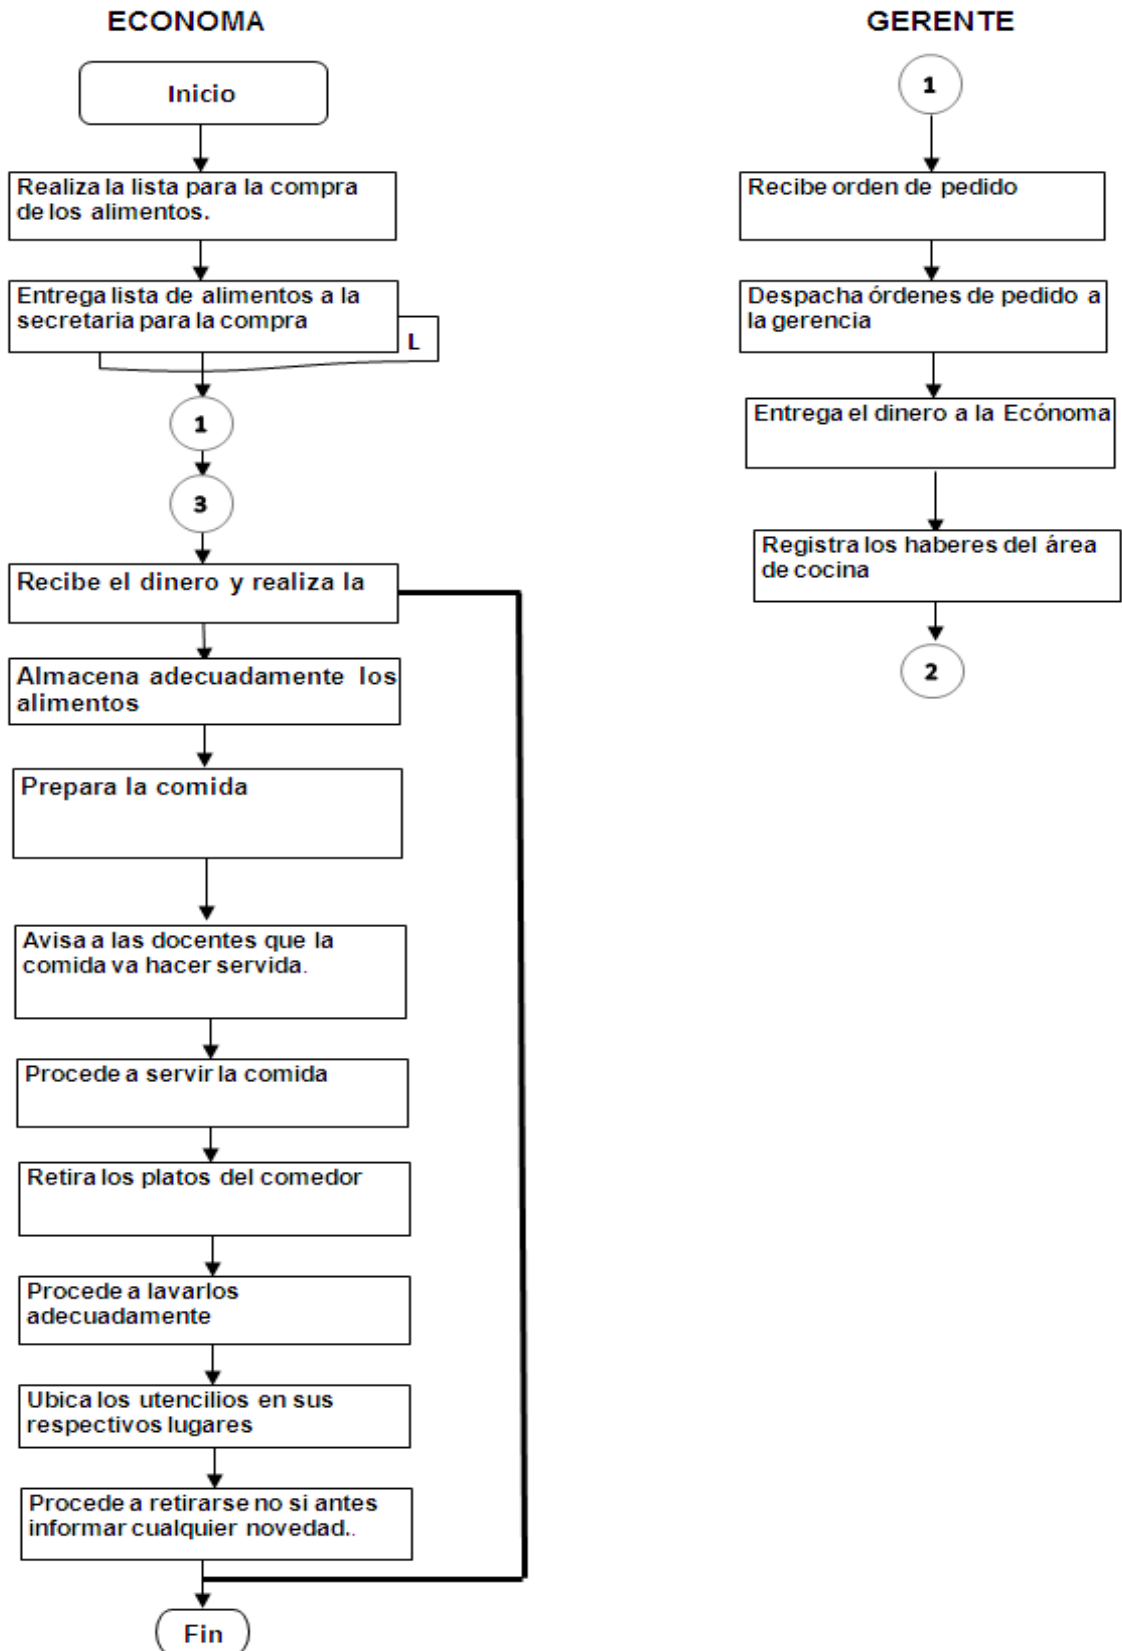 ECONOMA
Inicio
Realiza la lista para la compra
de los alimentos.
Entrega lista de alimentos a la
secretaria para la compra
L
1
3
Recibe el dinero y realiza la
Almacena adecuadamente los
alimentos
Prepara la comida
Avisa a las docentes que la
comida va hacer servida.
Procede a servir la comida
Retira los platos del comedor
Procede a lavarlos
adecuadamente
Ubica los utencilios en sus
respectivos lugares
Procede a retirarse no si antes
informar cualquier novedad..
Fin
GERENTE
1
Recibe orden de pedido
Despacha órdenes de pedido a
la gerencia
Entrega el dinero a la Ecónoma
Registra los haberes del área
de cocina
2